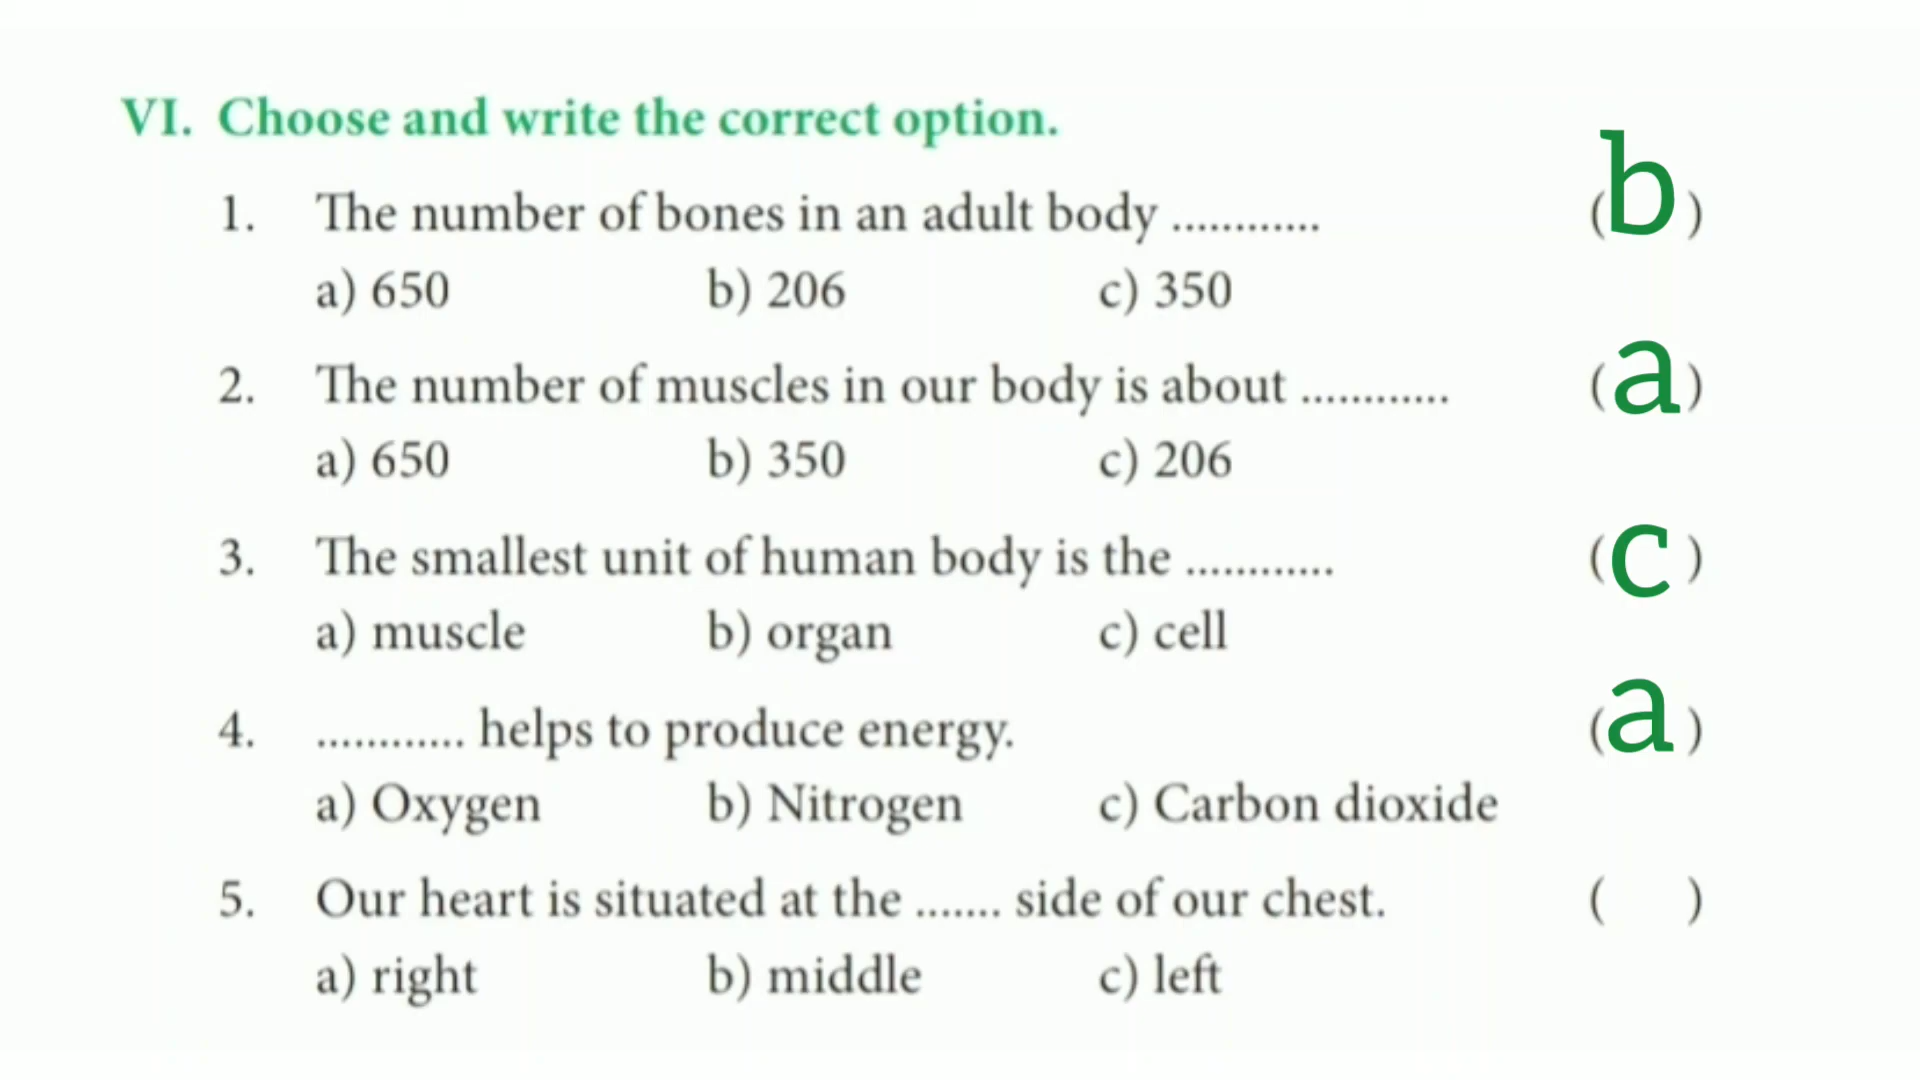 VI. Choose and write the correct option.
1. The number of bones in an adult body ............ (b)
a) 650 b) 206 c) 350
2. The number of muscles in our body is about ............ (a)
a) 650 b) 350 c) 206
3. The smallest unit of human body is the ............ (c)
a) muscle b) organ c) cell
4. ............ helps to produce energy. (a)
a) Oxygen b) Nitrogen c) Carbon dioxide
5. Our heart is situated at the ....... side of our chest. ( )
a) right b) middle c) left